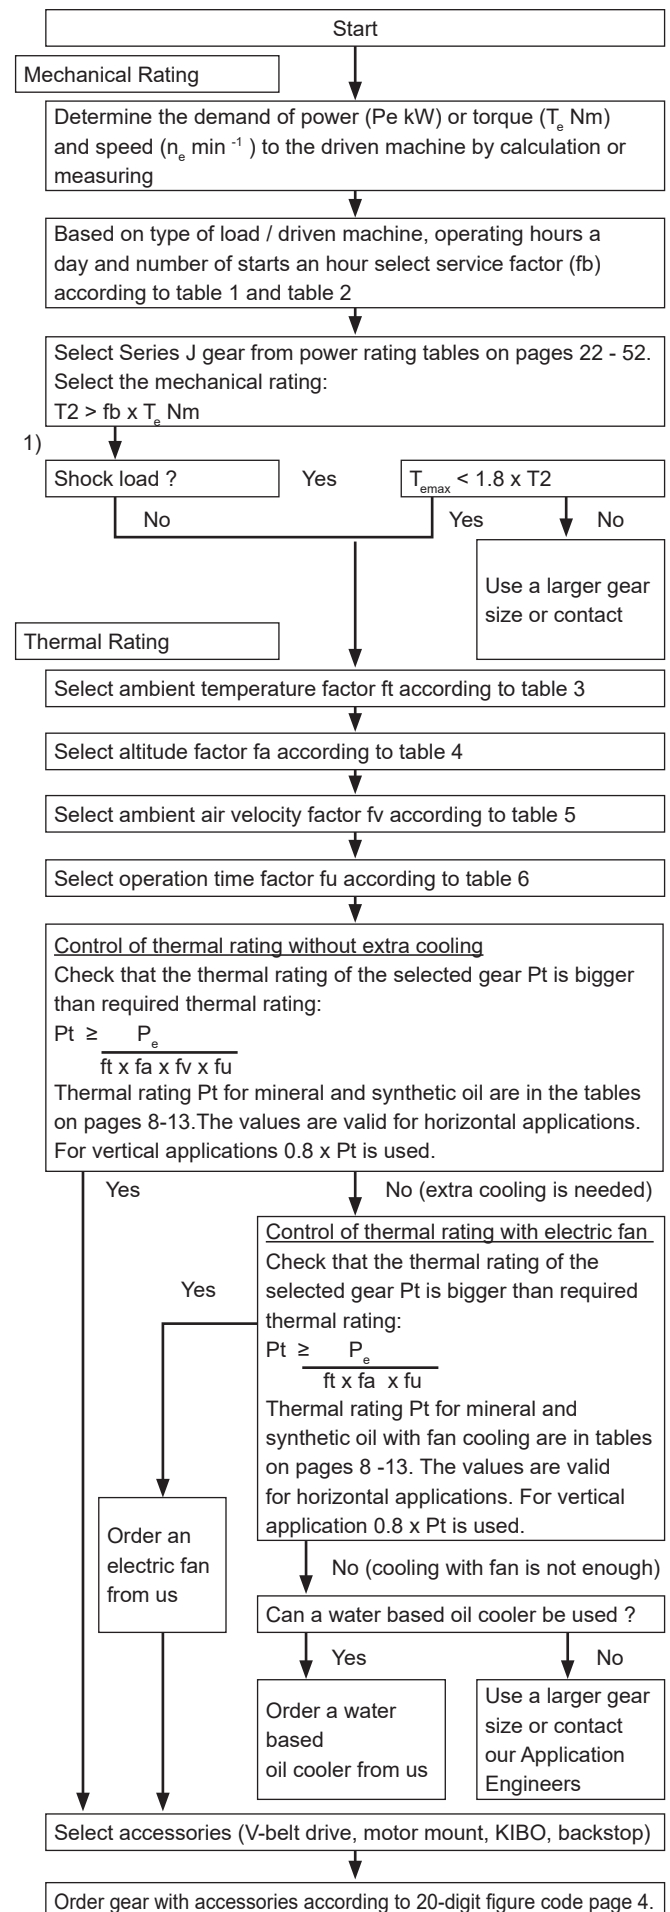 Start
Mechanical Rating
Determine the demand of power (Pe kW) or torque (Te Nm)
and speed (ne min -1 ) to the driven machine by calculation or
measuring
Based on type of load / driven machine, operating hours a
day and number of starts an hour select service factor (fb)
according to table 1 and table 2
Select Series J gear from power rating tables on pages 22 - 52.
Select the mechanical rating:
T2 > fb x Te Nm
1)
Shock load ? Yes Temax < 1.8 x T2
No Yes No
Use a larger gear
size or contact
Thermal Rating
Select ambient temperature factor ft according to table 3
Select altitude factor fa according to table 4
Select ambient air velocity factor fv according to table 5
Select operation time factor fu according to table 6
Control of thermal rating without extra cooling
Check that the thermal rating of the selected gear Pt is bigger
than required thermal rating:
Pt ≥ Pe
ft x fa x fv x fu
Thermal rating Pt for mineral and synthetic oil are in the tables
on pages 8-13.The values are valid for horizontal applications.
For vertical applications 0.8 x Pt is used.
Yes No (extra cooling is needed)
Control of thermal rating with electric fan
Check that the thermal rating of the
selected gear Pt is bigger than required
thermal rating:
Yes
Pt ≥ Pe
ft x fa x fu
Thermal rating Pt for mineral and
synthetic oil with fan cooling are in tables
on pages 8 -13. The values are valid
for horizontal applications. For vertical
application 0.8 x Pt is used.
Order an
electric fan
from us
No (cooling with fan is not enough)
Can a water based oil cooler be used ?
Yes No
Order a water
based
oil cooler from us
Use a larger gear
size or contact
our Application
Engineers
Select accessories (V-belt drive, motor mount, KIBO, backstop)
Order gear with accessories according to 20-digit figure code page 4.